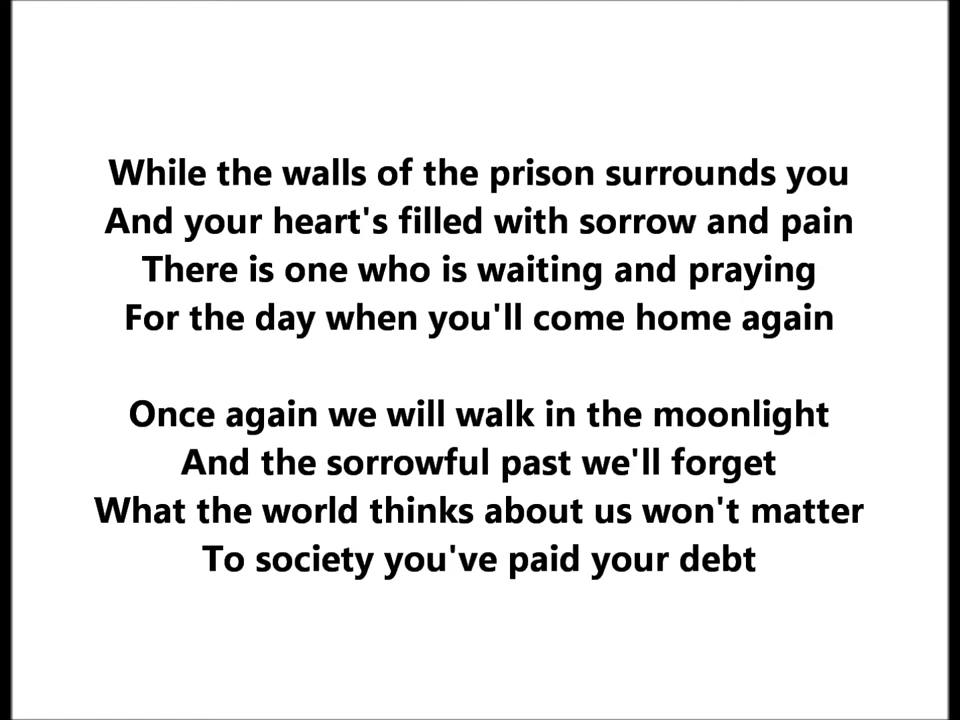 While the walls of the prison surrounds you
And your heart's filled with sorrow and pain
There is one who is waiting and praying
For the day when you'll come home again
Once again we will walk in the moonlight
And the sorrowful past we'll forget
What the world thinks about us won't matter
To society you've paid your debt